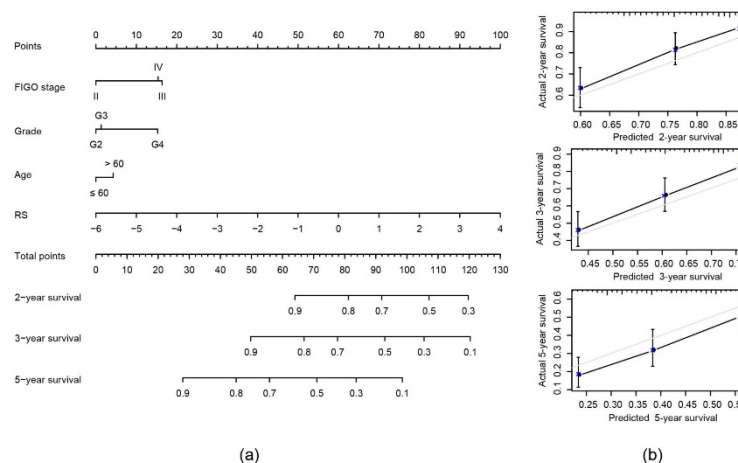 Points
0 10 20 30 40 50 60 70 80 90 100
FIGO stage
IV
II III
Grade
G3
G2 G4
Age
> 60
≤ 60
RS
−6 −5 −4 −3 −2 −1 0 1 2 3 4
Total points
0 10 20 30 40 50 60 70 80 90 100 110 120 130
2−year survival
0.9 0.8 0.7 0.5 0.3
3−year survival
0.9 0.8 0.7 0.5 0.3 0.1
5−year survival
0.9 0.8 0.7 0.5 0.3 0.1
(a)
Actual 2-year survival
0.6 0.7 0.8 0.9
0.60 0.65 0.70 0.75 0.80 0.85
Predicted 2-year survival
Actual 3-year survival
0.4 0.5 0.6 0.7 0.8 0.9
0.45 0.50 0.55 0.60 0.65 0.70 0.75
Predicted 3-year survival
Actual 5-year survival
0.1 0.2 0.3 0.4 0.5 0.6
0.25 0.30 0.35 0.40 0.45 0.50 0.55
Predicted 5-year survival
(b)